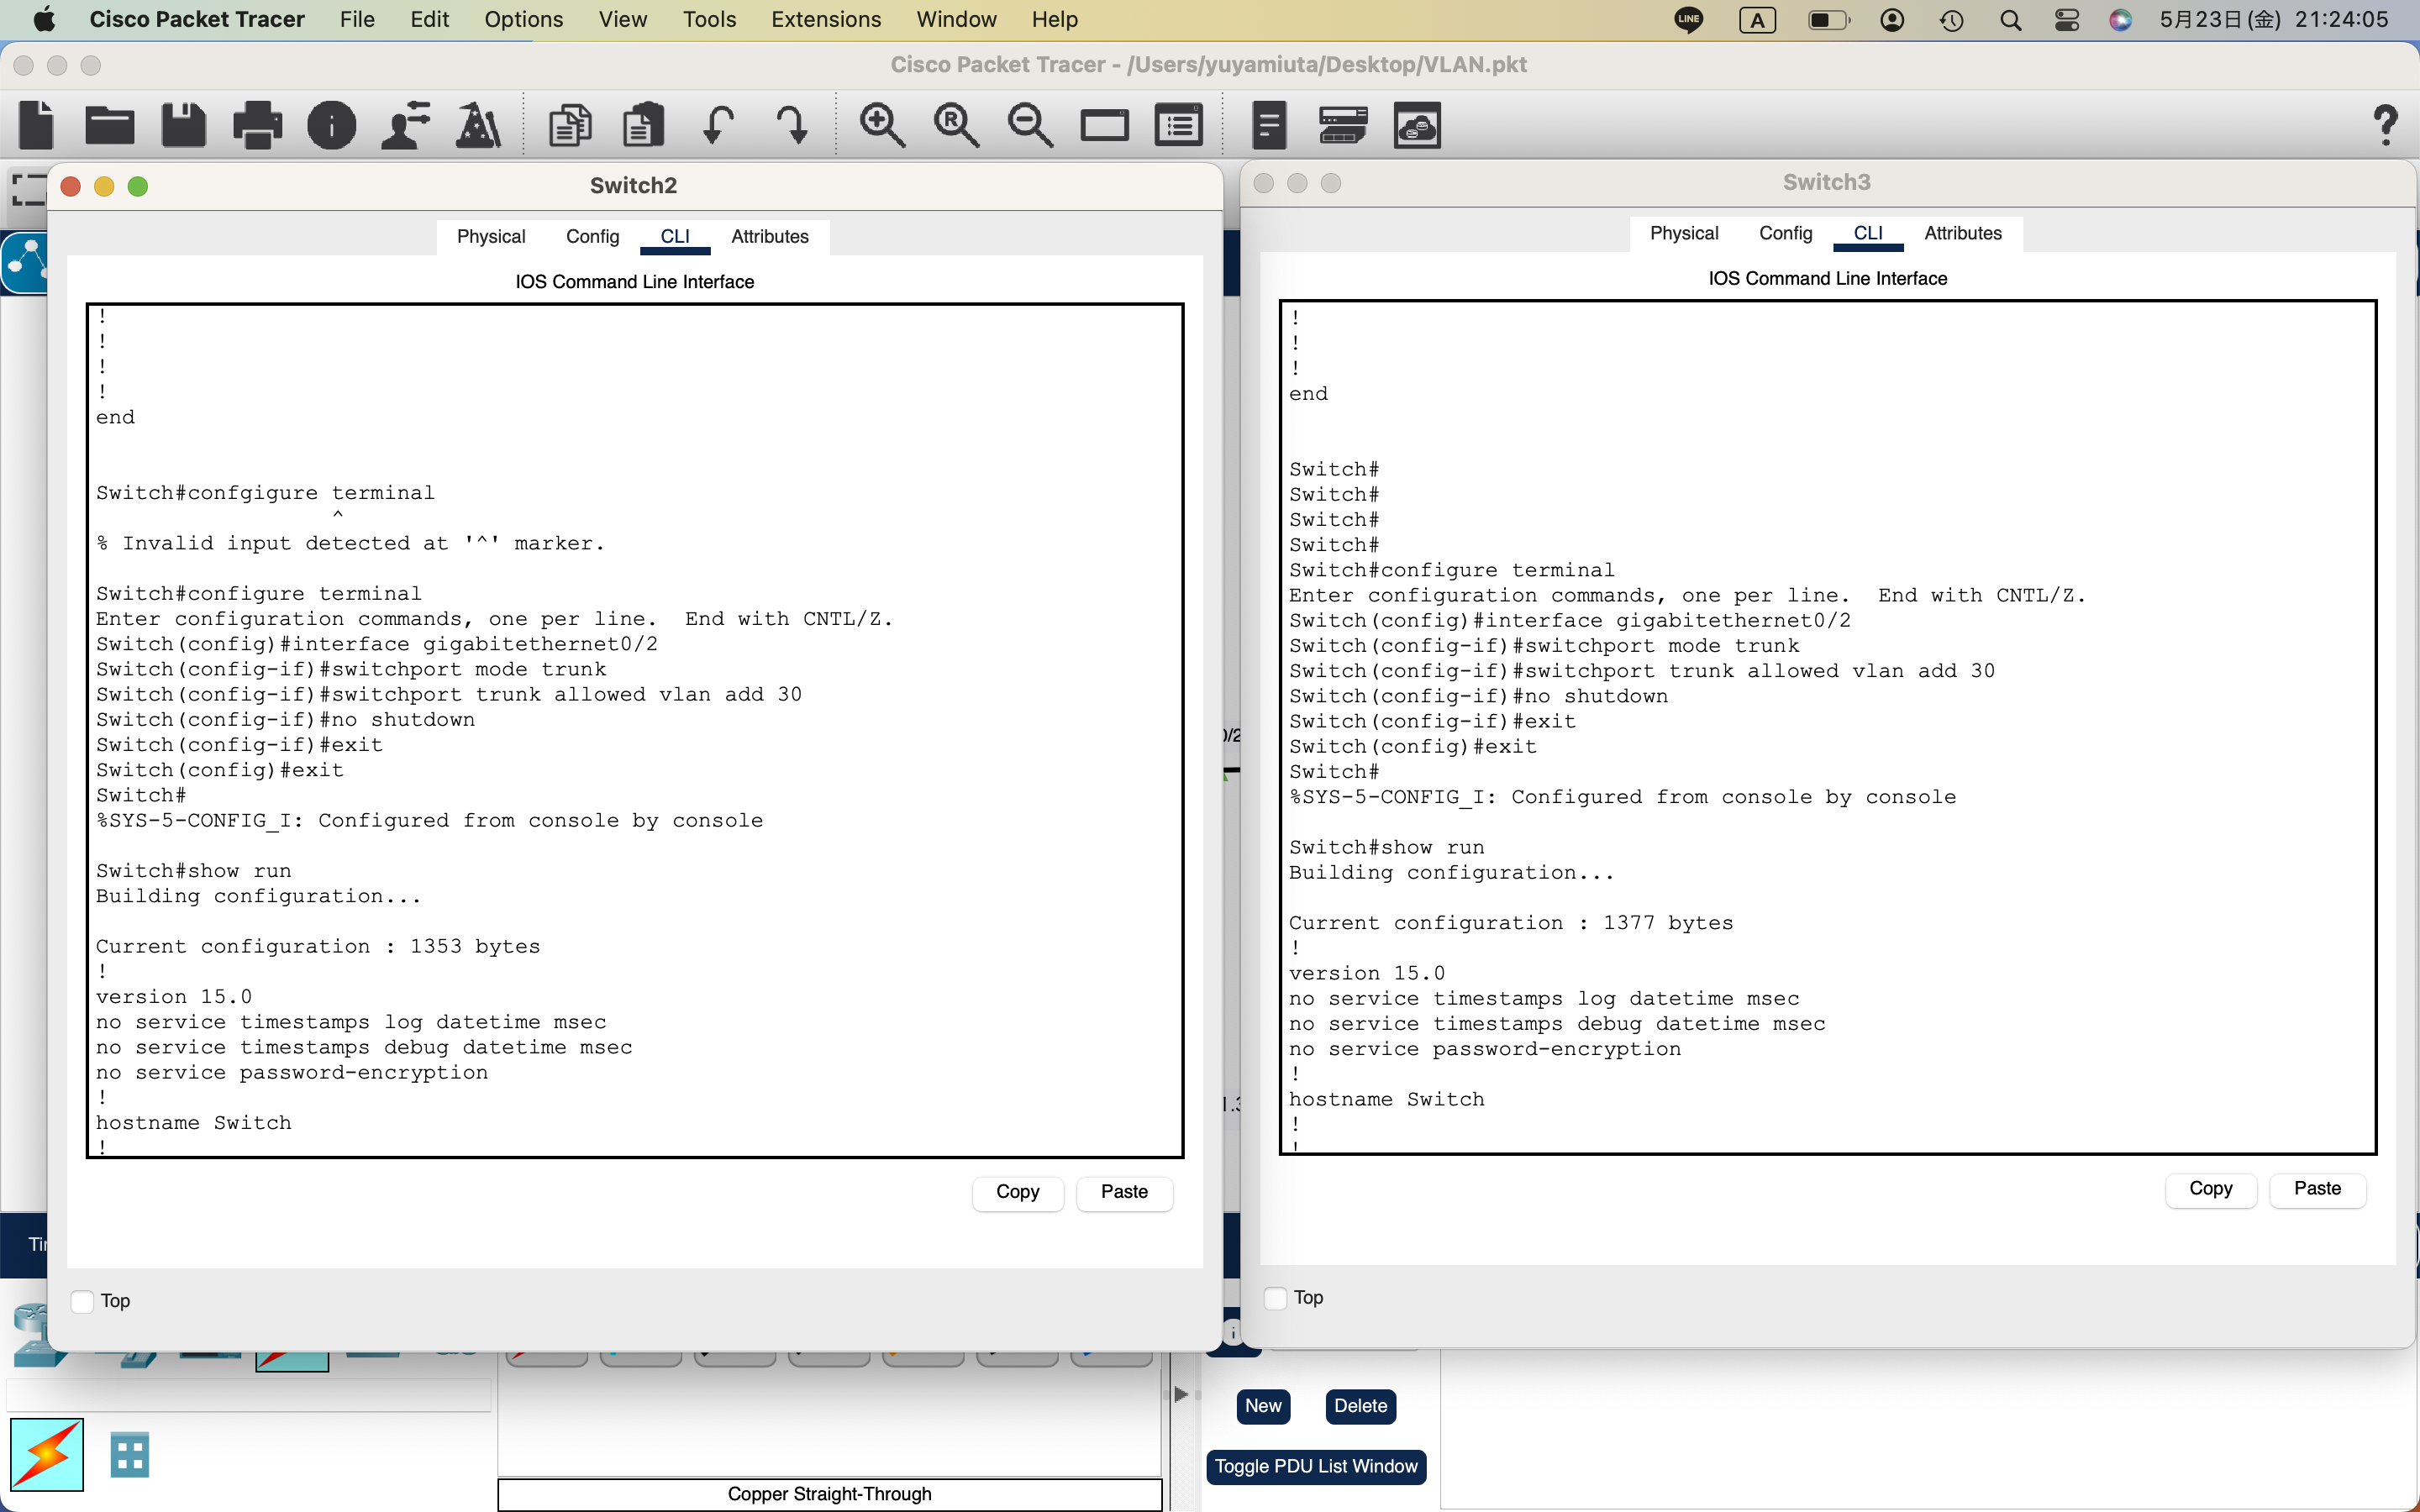 Cisco Packet Tracer File Edit Options View Tools Extensions Window Help LINE A 5月23日(金) 21:24:05
Cisco Packet Tracer - /Users/yuyamiuta/Desktop/VLAN.pkt
Switch2
Physical Config CLI Attributes
IOS Command Line Interface
!
!
!
!
end
Switch#confgigure terminal
^
% Invalid input detected at '^' marker.
Switch#configure terminal
Enter configuration commands, one per line. End with CNTL/Z.
Switch(config)#interface gigabitethernet0/2
Switch(config-if)#switchport mode trunk
Switch(config-if)#switchport trunk allowed vlan add 30
Switch(config-if)#no shutdown
Switch(config-if)#exit
Switch(config)#exit
Switch#
%SYS-5-CONFIG_I: Configured from console by console
Switch#show run
Building configuration...
Current configuration : 1353 bytes
!
version 15.0
no service timestamps log datetime msec
no service timestamps debug datetime msec
no service password-encryption
!
hostname Switch
!
Copy Paste
Top
Switch3
Physical Config CLI Attributes
IOS Command Line Interface
!
!
!
end
Switch#
Switch#
Switch#
Switch#
Switch#configure terminal
Enter configuration commands, one per line. End with CNTL/Z.
Switch(config)#interface gigabitethernet0/2
Switch(config-if)#switchport mode trunk
Switch(config-if)#switchport trunk allowed vlan add 30
Switch(config-if)#no shutdown
Switch(config-if)#exit
Switch(config)#exit
Switch#
%SYS-5-CONFIG_I: Configured from console by console
Switch#show run
Building configuration...
Current configuration : 1377 bytes
!
version 15.0
no service timestamps log datetime msec
no service timestamps debug datetime msec
no service password-encryption
!
hostname Switch
!
!
Copy Paste
Top
New Delete
Toggle PDU List Window
Copper Straight-Through